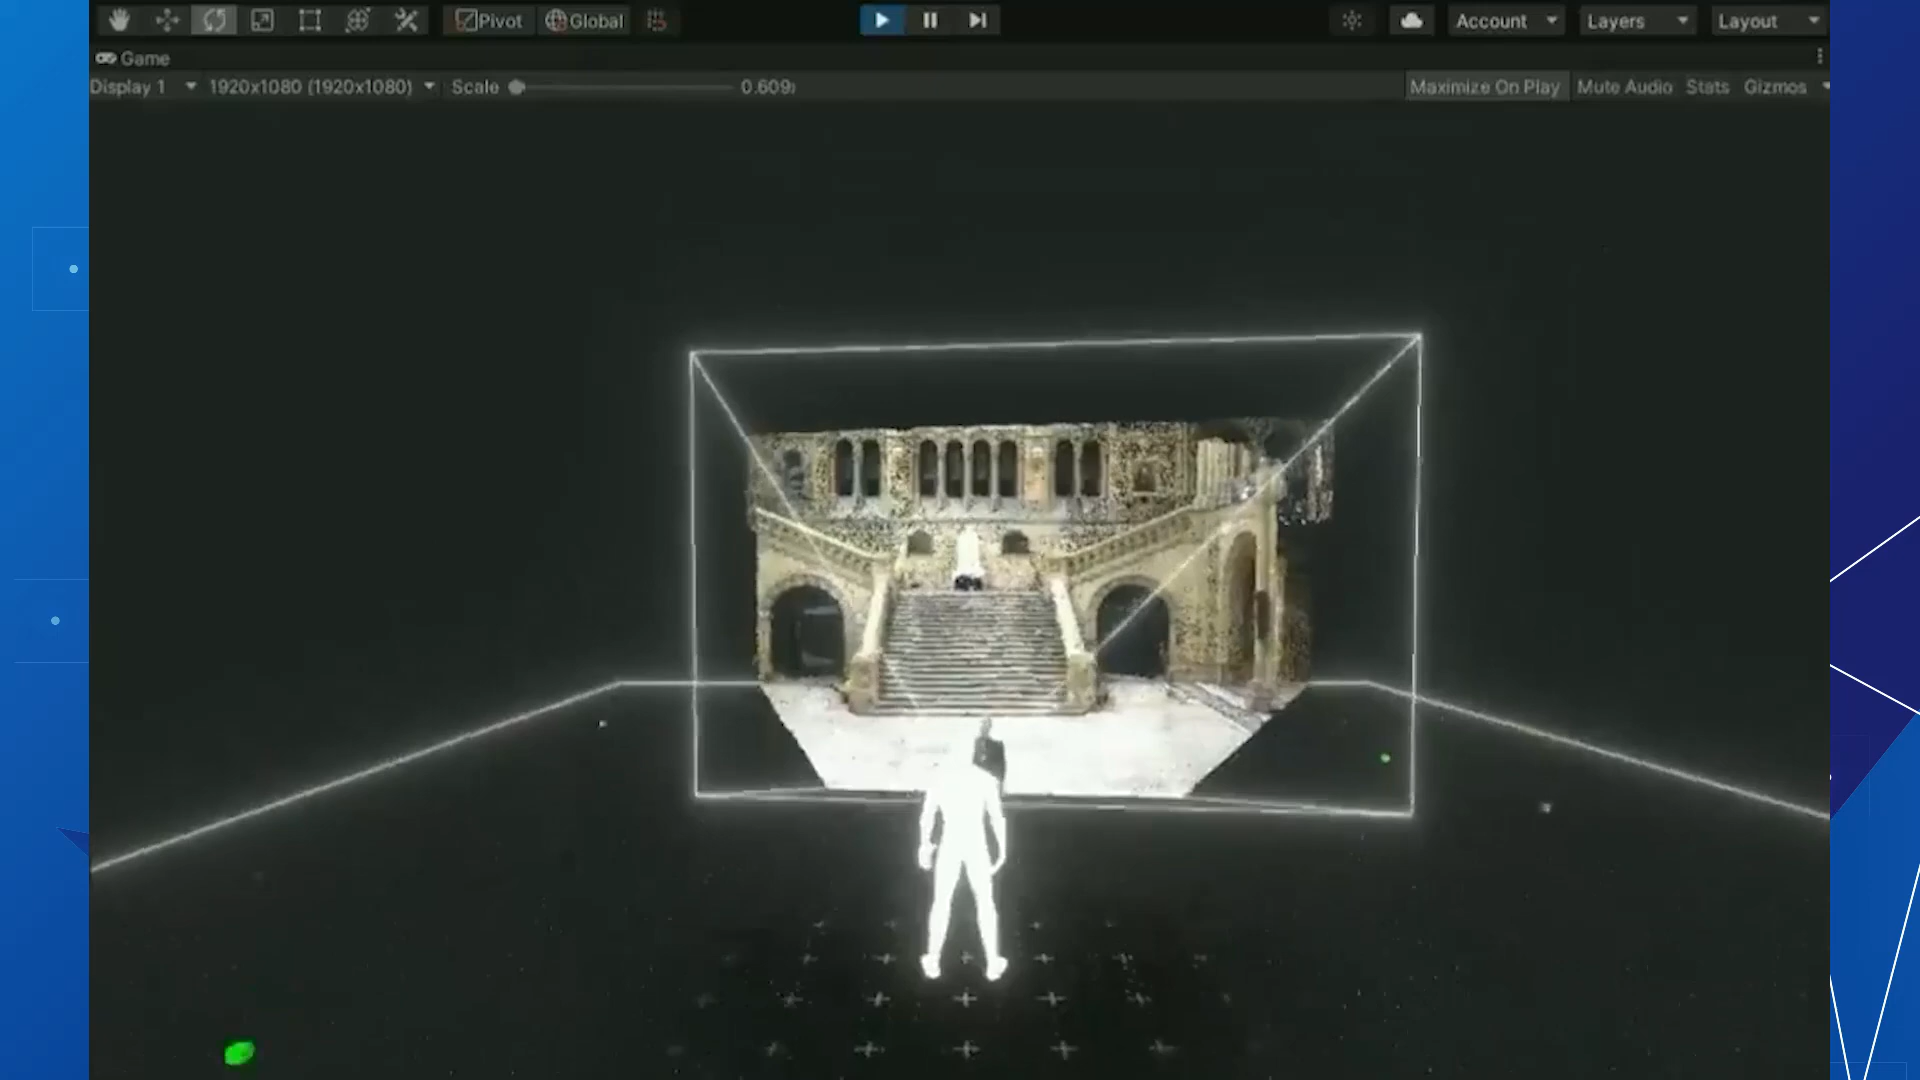 Pivot Global Account Layers Layout
Game
Display 1 1920x1080 (1920x1080) Scale 0.609 Maximize On Play Mute Audio Stats Gizmos